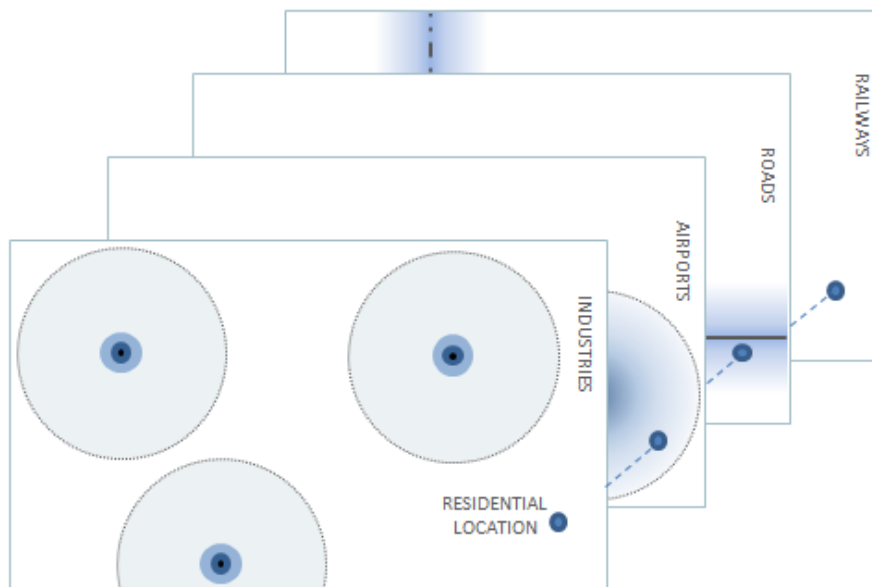 RAILWAYS
ROADS
AIRPORTS
INDUSTRIES
RESIDENTIAL
LOCATION